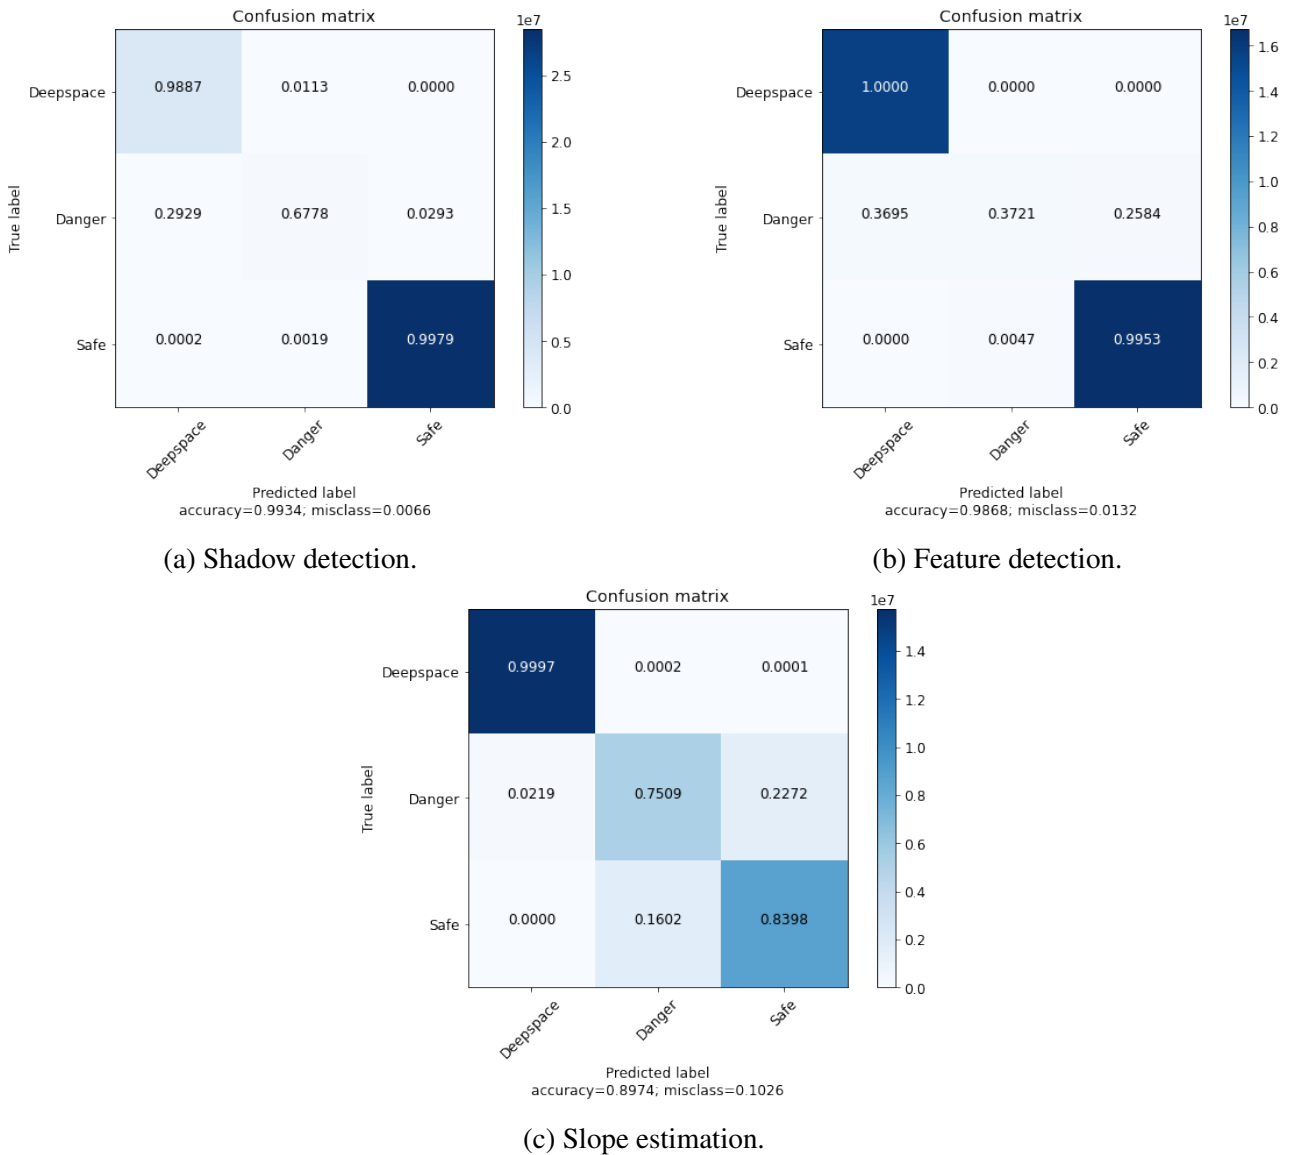 Confusion matrix
1e7
Deepspace
0.9887 0.0113 0.0000
2.5
2.0
Danger
0.2929 0.6778 0.0293
1.5
True label
1.0
Safe
0.0002 0.0019 0.9979
0.5
0.0
Deepspace
Danger
Safe
Predicted label
accuracy=0.9934; misclass=0.0066
(a) Shadow detection.
Confusion matrix
1e7
1.6
Deepspace
1.0000 0.0000 0.0000
1.4
1.2
1.0
Danger
0.3695 0.3721 0.2584
True label
0.8
0.6
0.4
Safe
0.0000 0.0047 0.9953
0.2
0.0
Deepspace
Danger
Safe
Predicted label
accuracy=0.9868; misclass=0.0132
(b) Feature detection.
Confusion matrix
1e7
Deepspace
0.9997 0.0002 0.0001
1.4
1.2
1.0
Danger
0.0219 0.7509 0.2272
True label
0.8
0.6
0.4
Safe
0.0000 0.1602 0.8398
0.2
0.0
Deepspace
Danger
Safe
Predicted label
accuracy=0.8974; misclass=0.1026
(c) Slope estimation.